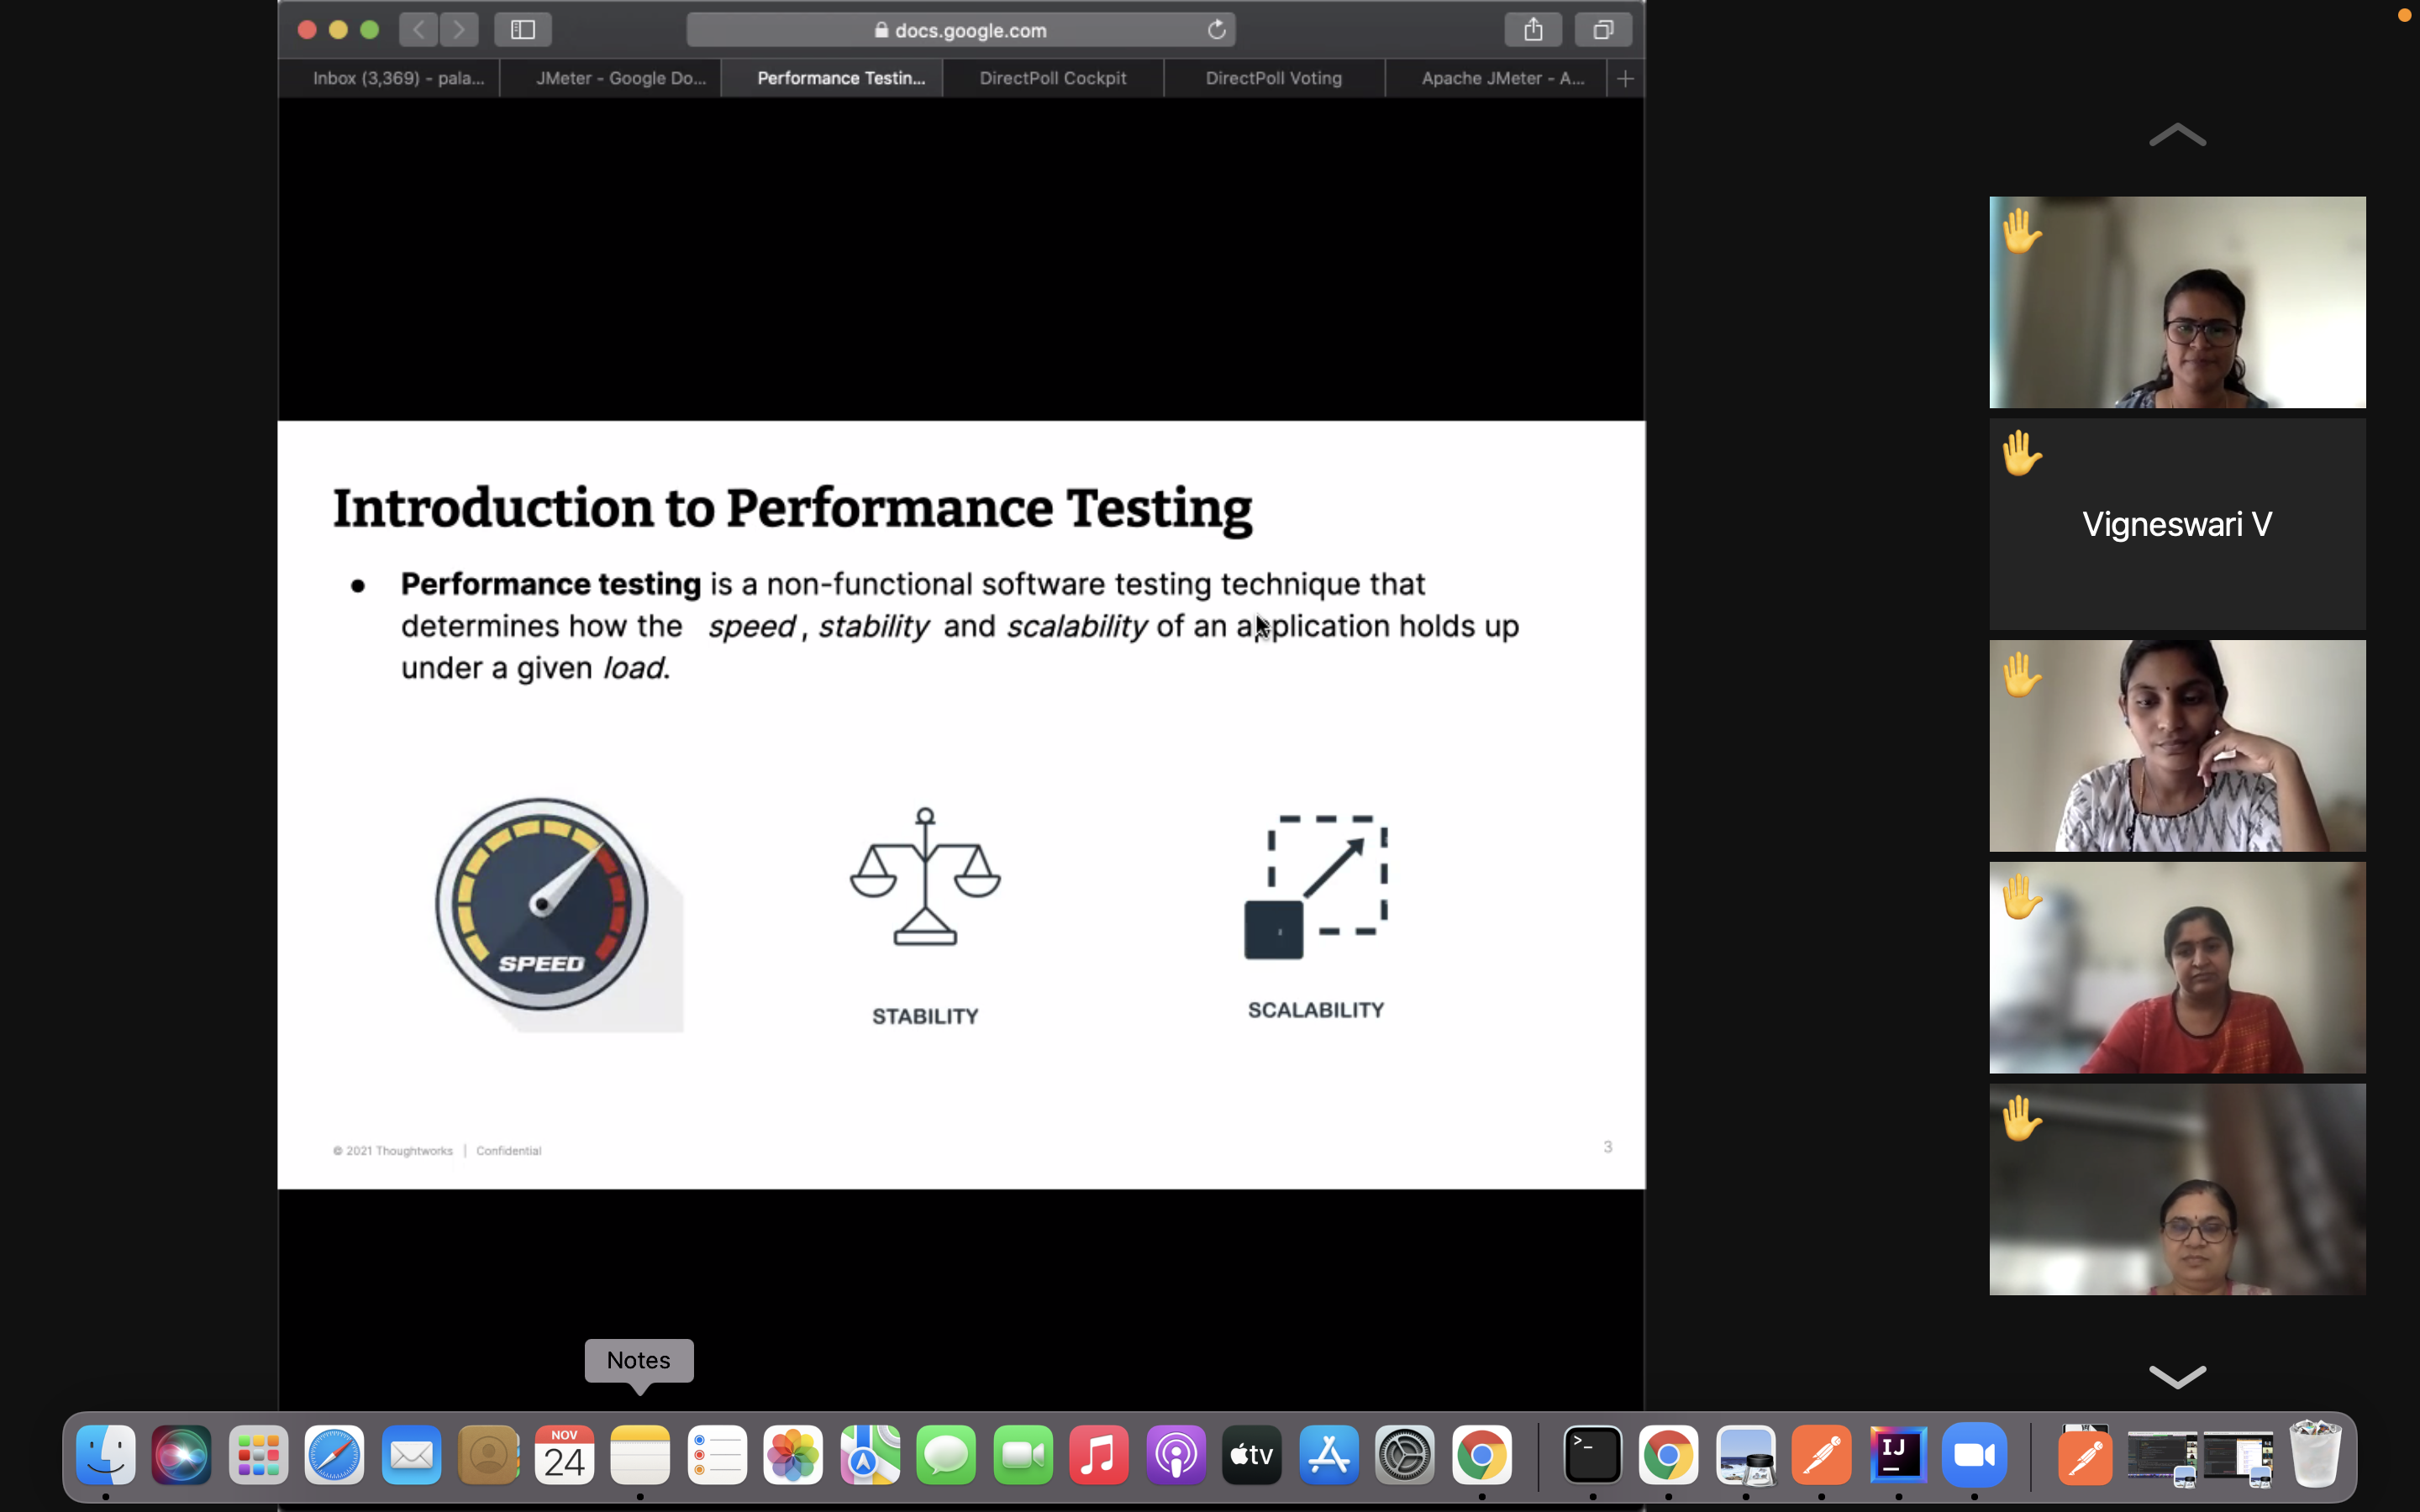 docs.google.com
Inbox (3,369) - pala...
JMeter - Google Do...
Performance Testin...
DirectPoll Cockpit
DirectPoll Voting
Apache JMeter - A...
Introduction to Performance Testing
● Performance testing is a non-functional software testing technique that
determines how the speed , stability and scalability of an application holds up
under a given load.
SPEED
STABILITY
SCALABILITY
© 2021 Thoughtworks | Confidential
3
Vigneswari V
Notes
NOV
24
tv
>_
IJ